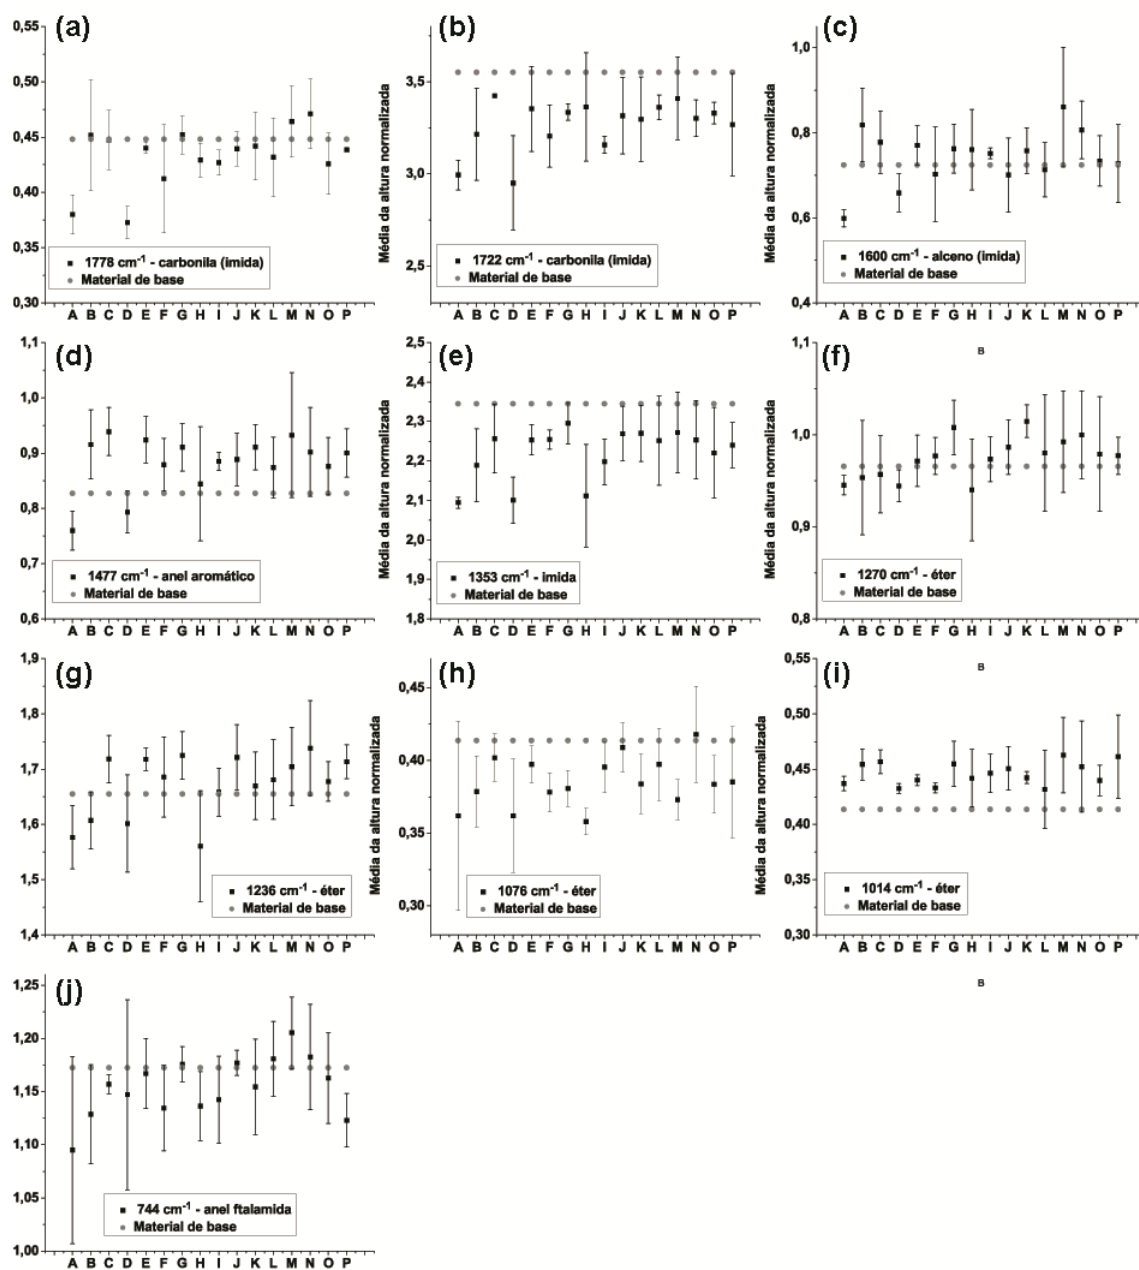 (a)
0,55
0,50
0,45
0,40
0,35
0,30
1778 cm⁻¹ - carbonila (imida)
Material de base
A B C D E F G H I J K L M N O P
(b)
Média da altura normalizada
3,5
3,0
2,5
1722 cm⁻¹ - carbonila (imida)
Material de base
A B C D E F G H I J K L M N O P
(c)
Média da altura normalizada
1,0
0,8
0,6
0,4
1600 cm⁻¹ - alceno (imida)
Material de base
A B C D E F G H I J K L M N O P
(d)
1,1
1,0
0,9
0,8
0,7
0,6
1477 cm⁻¹ - anel aromático
Material de base
A B C D E F G H I J K L M N O P
(e)
Média da altura normalizada
2,5
2,4
2,3
2,2
2,1
2,0
1,9
1,8
1353 cm⁻¹ - imida
Material de base
A B C D E F G H I J K L M N O P
(f)
B
Média da altura normalizada
1,1
1,0
0,9
0,8
1270 cm⁻¹ - éter
Material de base
A B C D E F G H I J K L M N O P
(g)
1,9
1,8
1,7
1,6
1,5
1,4
1236 cm⁻¹ - éter
Material de base
A B C D E F G H I J K L M N O P
(h)
Média da altura normalizada
0,45
0,40
0,35
0,30
1076 cm⁻¹ - éter
Material de base
A B C D E F G H I J K L M N O P
(i)
B
Média da altura normalizada
0,55
0,50
0,45
0,40
0,35
0,30
1014 cm⁻¹ - éter
Material de base
A B C D E F G H I J K L M N O P
(j)
B
1,25
1,20
1,15
1,10
1,05
1,00
744 cm⁻¹ - anel ftalamida
Material de base
A B C D E F G H I J K L M N O P